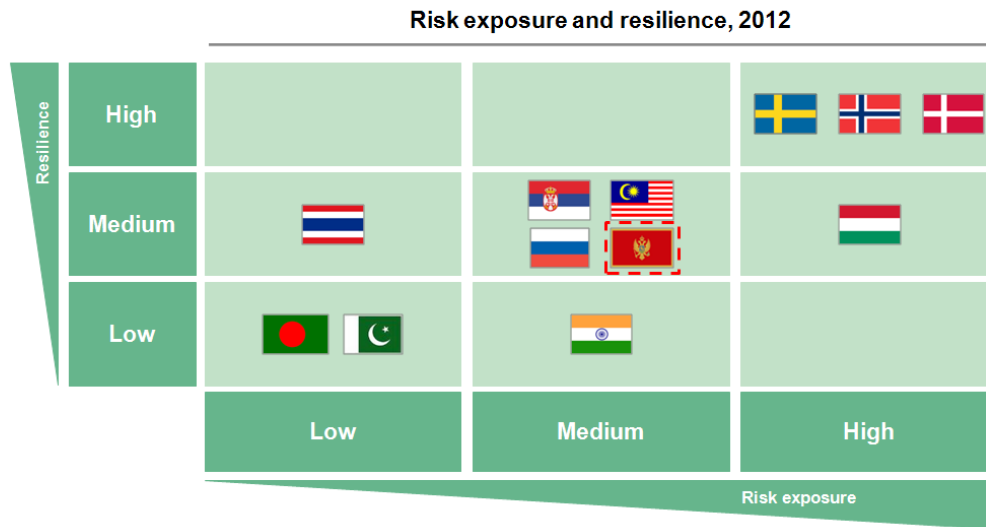 Risk exposure and resilience, 2012
Resilience
High
Medium
Low
Low
Medium
High
Risk exposure